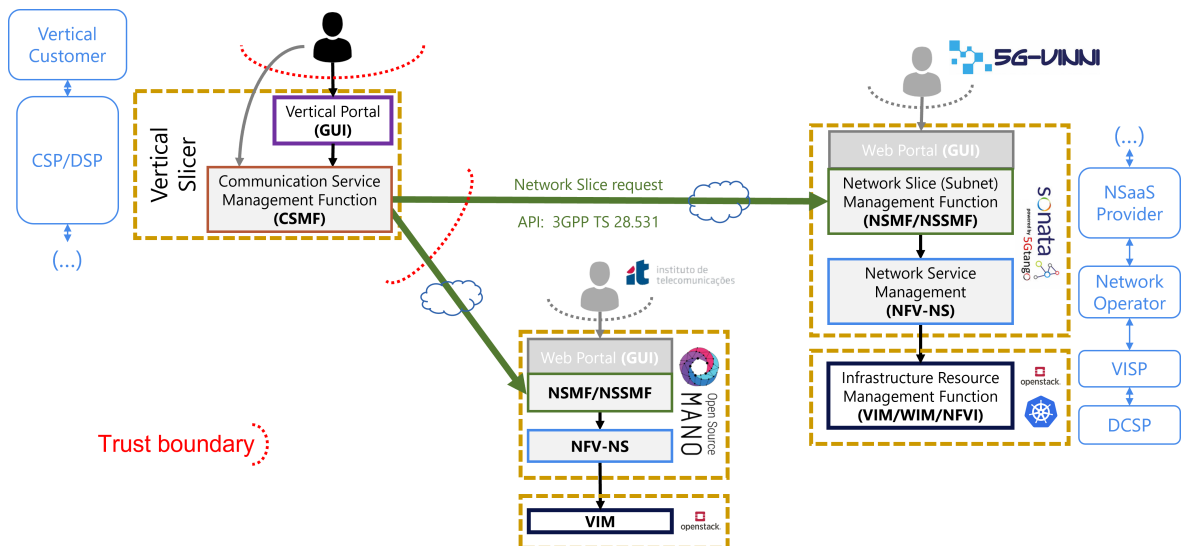 Vertical
Customer
CSP/DSP
(...)
Vertical
Slicer
Vertical Portal
(GUI)
Communication Service
Management Function
(CSMF)
Network Slice request
API: 3GPP TS 28.531
instituto de
telecomunicações
Web Portal (GUI)
NSMF/NSSMF
NFV-NS
Open Source
MANO
VIM
openstack.
Trust boundary
5G-VINNI
Web Portal (GUI)
Network Slice (Subnet)
Management Function
(NSMF/NSSMF)
Network Service
Management
(NFV-NS)
sonata
powered by 5Gtango
Infrastructure Resource
Management Function
(VIM/WIM/NFVI)
openstack.
(...)
NSaaS
Provider
Network
Operator
VISP
DCSP